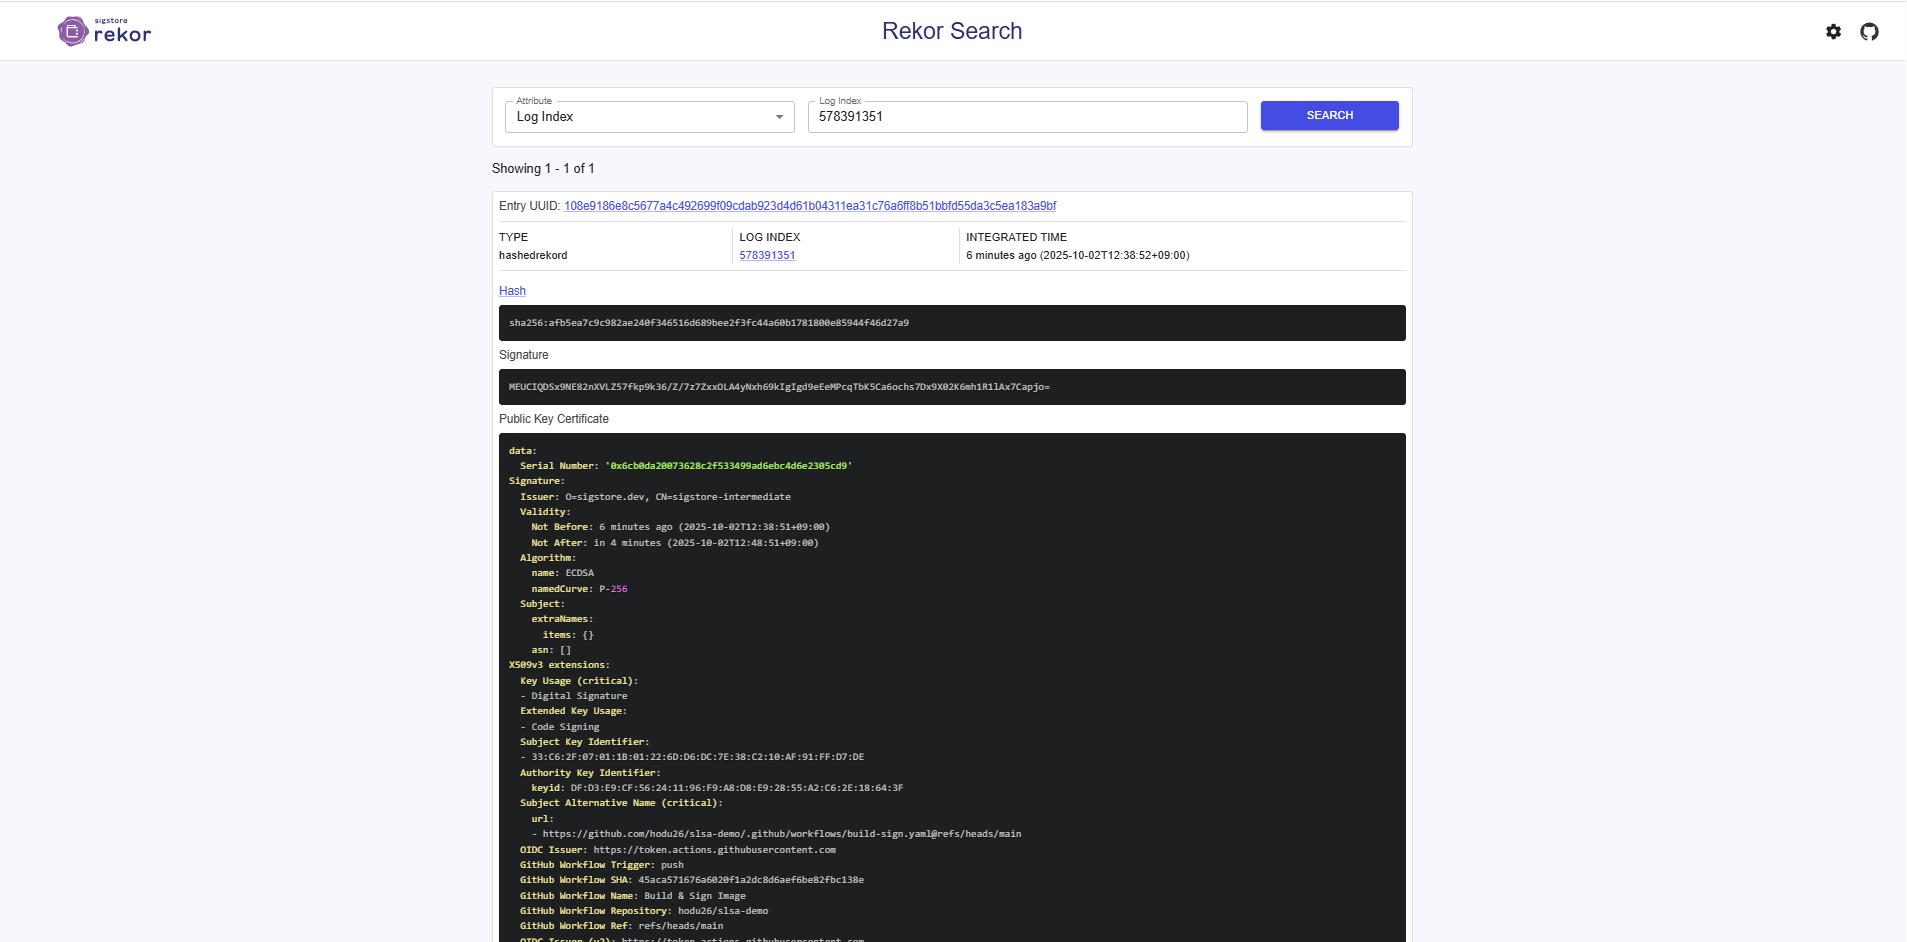 sigstore
rekor
Rekor Search
Attribute
Log Index
Log Index
578391351
SEARCH
Showing 1 - 1 of 1
Entry UUID: 108e9186e8c5677a4c492699f09cdab923d4d61b04311ea31c76a6ff8b51bbfd55da3c5ea183a9bf
TYPE
hashedrekord
LOG INDEX
578391351
INTEGRATED TIME
6 minutes ago (2025-10-02T12:38:52+09:00)
Hash
sha256:afb5ea7c9c982ae240f346516d689bee2f3fc44a60b1781800e85944f46d27a9
Signature
MEUCIQDSx9NE82nXVLZ57fkp9k36/Z/7z7ZxxOLA4yNxh69kIgIgd9eEeMPcqTbK5Ca6ochs7Dx9X02K6mh1R1lAx7Capjo=
Public Key Certificate
data:
Serial Number: '0x6cb0da20073628c2f533499ad6ebc4d6e2305cd9'
Signature:
Issuer: O=sigstore.dev, CN=sigstore-intermediate
Validity:
Not Before: 6 minutes ago (2025-10-02T12:38:51+09:00)
Not After: in 4 minutes (2025-10-02T12:48:51+09:00)
Algorithm:
name: ECDSA
namedCurve: P-256
Subject:
extraNames:
items: {}
asn: []
X509v3 extensions:
Key Usage (critical):
- Digital Signature
Extended Key Usage:
- Code Signing
Subject Key Identifier:
- 33:C6:2F:07:01:1B:01:22:6D:D6:DC:7E:38:C2:10:AF:91:FF:D7:DE
Authority Key Identifier:
keyid: DF:D3:E9:CF:56:24:11:96:F9:A8:D8:E9:28:55:A2:C6:2E:18:64:3F
Subject Alternative Name (critical):
url:
- https://github.com/hodu26/slsa-demo/.github/workflows/build-sign.yaml@refs/heads/main
OIDC Issuer: https://token.actions.githubusercontent.com
GitHub Workflow Trigger: push
GitHub Workflow SHA: 45aca571676a6020f1a2dc8d6aef6be82fbc138e
GitHub Workflow Name: Build & Sign Image
GitHub Workflow Repository: hodu26/slsa-demo
GitHub Workflow Ref: refs/heads/main
OIDC Issuer (v2): https://token.actions.githubusercontent.com